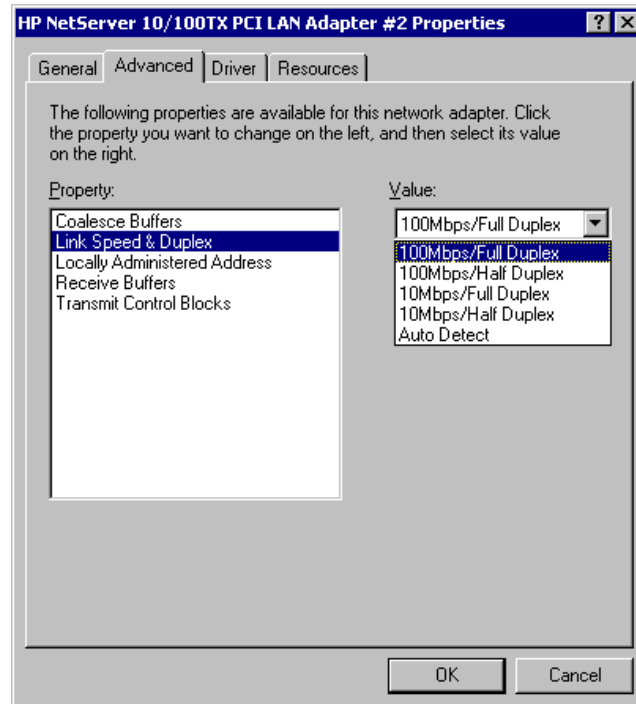 HP NetServer 10/100TX PCI LAN Adapter #2 Properties
General Advanced Driver Resources
The following properties are available for this network adapter. Click
the property you want to change on the left, and then select its value
on the right.
Property:
Coalesce Buffers
Link Speed & Duplex
Locally Administered Address
Receive Buffers
Transmit Control Blocks
Value:
100Mbps/Full Duplex
100Mbps/Full Duplex
100Mbps/Half Duplex
10Mbps/Full Duplex
10Mbps/Half Duplex
Auto Detect
OK Cancel